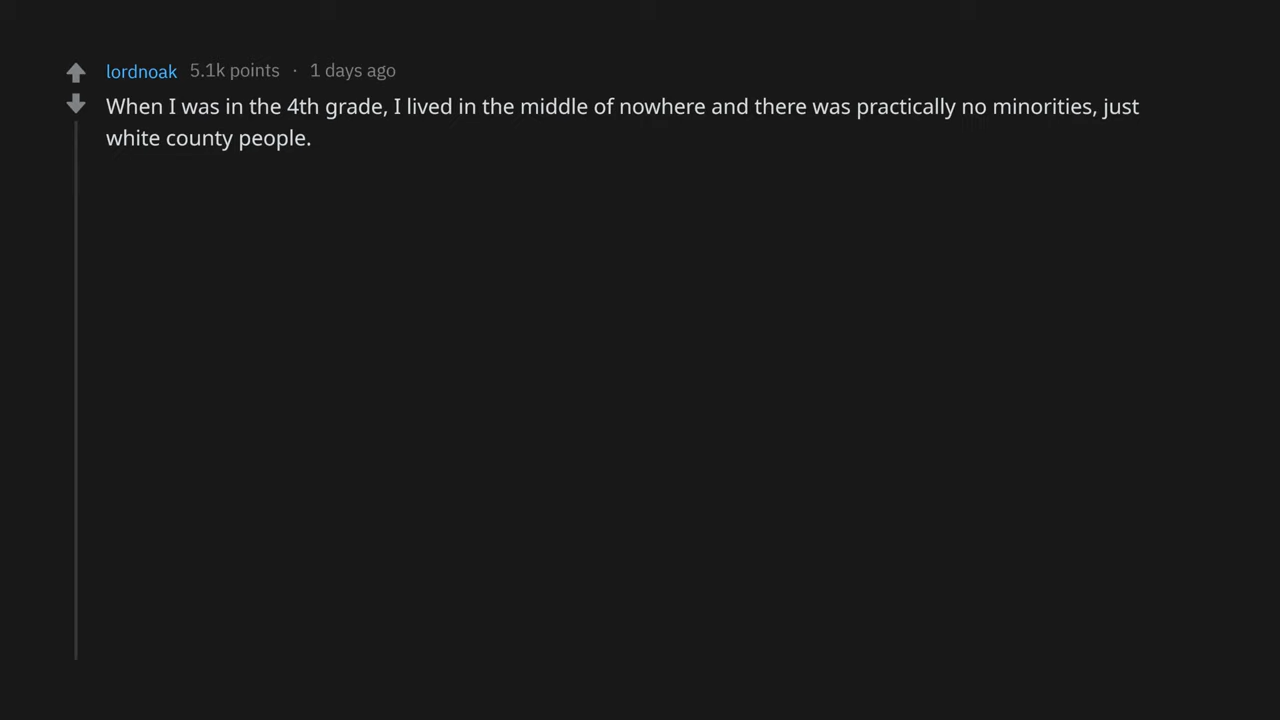 lordnoak 5.1k points · 1 days ago
When I was in the 4th grade, I lived in the middle of nowhere and there was practically no minorities, just
white county people.